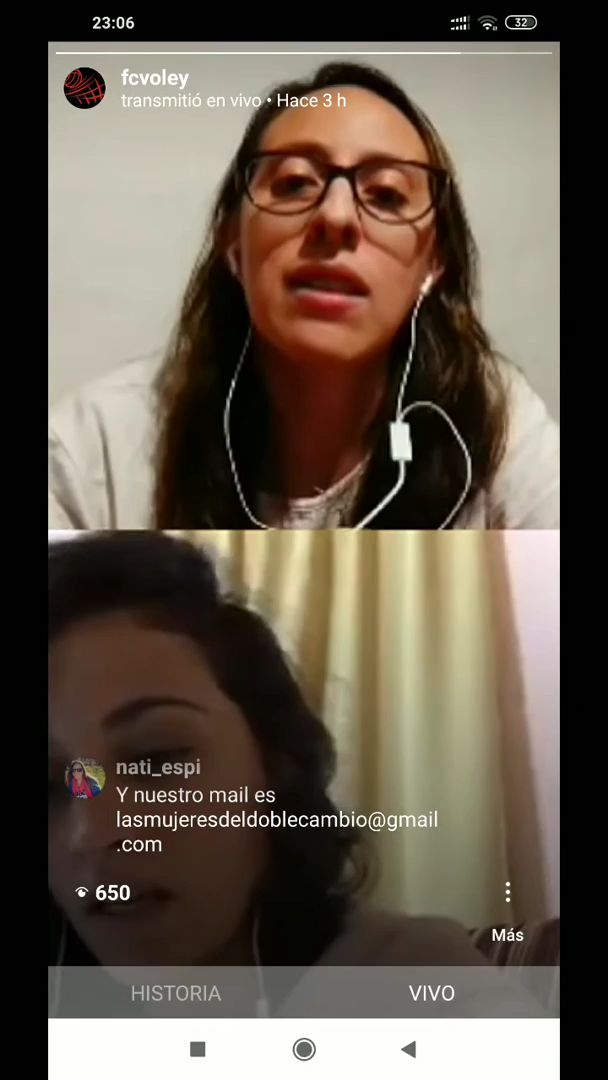 23:06
32
fcvoley
transmitió en vivo • Hace 3 h
nati_espi
Y nuestro mail es
lasmujeresdeldoblecambio@gmail
.com
650
Más
HISTORIA
VIVO